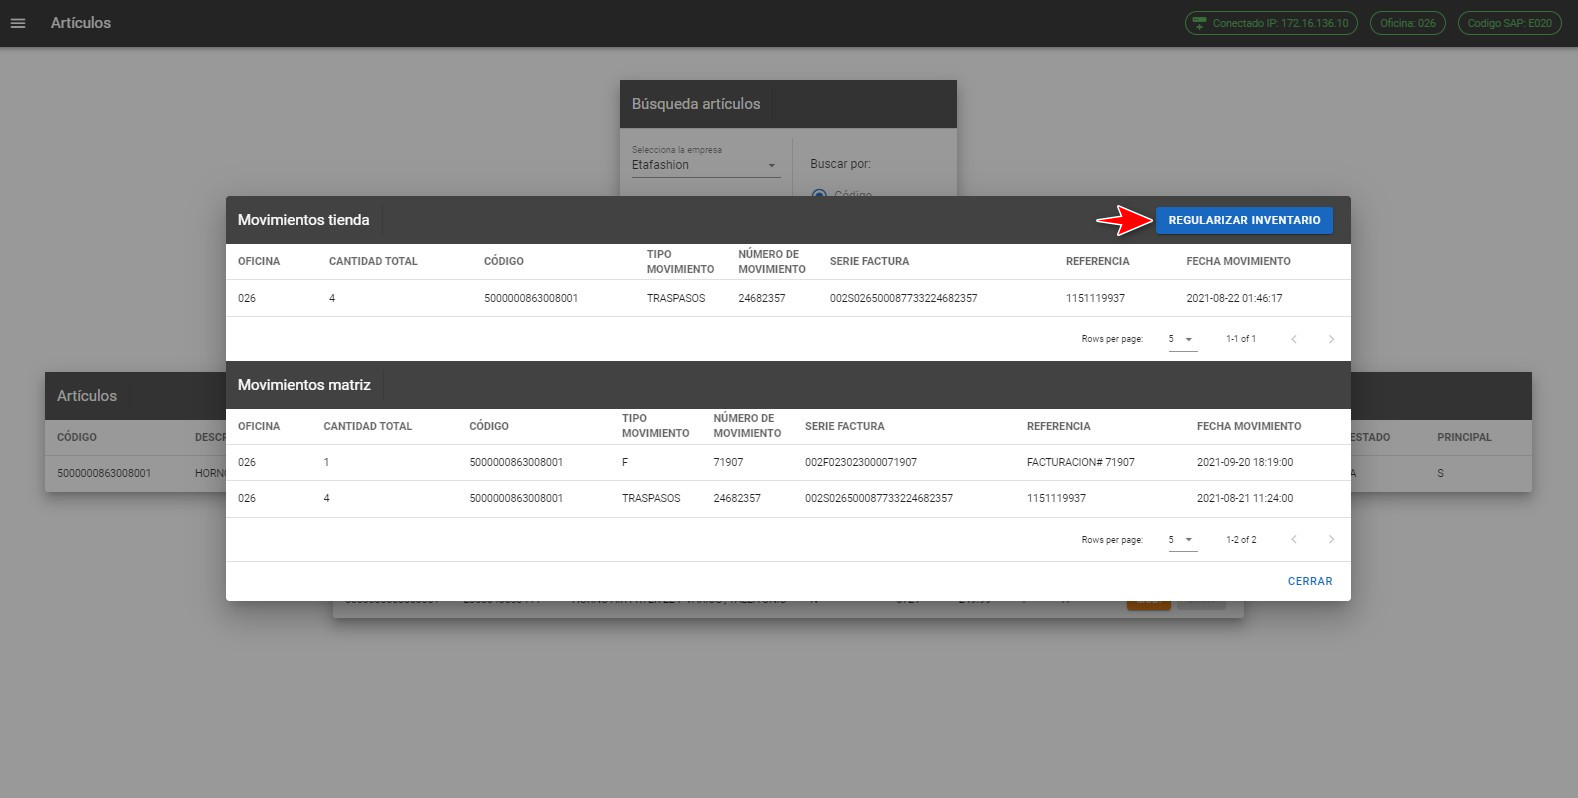 Artículos
Conectado IP: 172.16.136.10
Oficina: 026
Codigo SAP: E020
Búsqueda artículos
Selecciona la empresa
Etafashion
Buscar por:
Código
Movimientos tienda
REGULARIZAR INVENTARIO
OFICINA CANTIDAD TOTAL CÓDIGO TIPO MOVIMIENTO NÚMERO DE MOVIMIENTO SERIE FACTURA REFERENCIA FECHA MOVIMIENTO
026 4 5000000863008001 TRASPASOS 24682357 002S026500087733224682357 1151119937 2021-08-22 01:46:17
Rows per page: 5 1-1 of 1
Movimientos matriz
OFICINA CANTIDAD TOTAL CÓDIGO TIPO MOVIMIENTO NÚMERO DE MOVIMIENTO SERIE FACTURA REFERENCIA FECHA MOVIMIENTO
026 1 5000000863008001 F 71907 002F023023000071907 FACTURACION# 71907 2021-09-20 18:19:00
026 4 5000000863008001 TRASPASOS 24682357 002S026500087733224682357 1151119937 2021-08-21 11:24:00
Rows per page: 5 1-2 of 2
CERRAR
Artículos
CÓDIGO DESCR ESTADO PRINCIPAL
5000000863008001 HORN A S